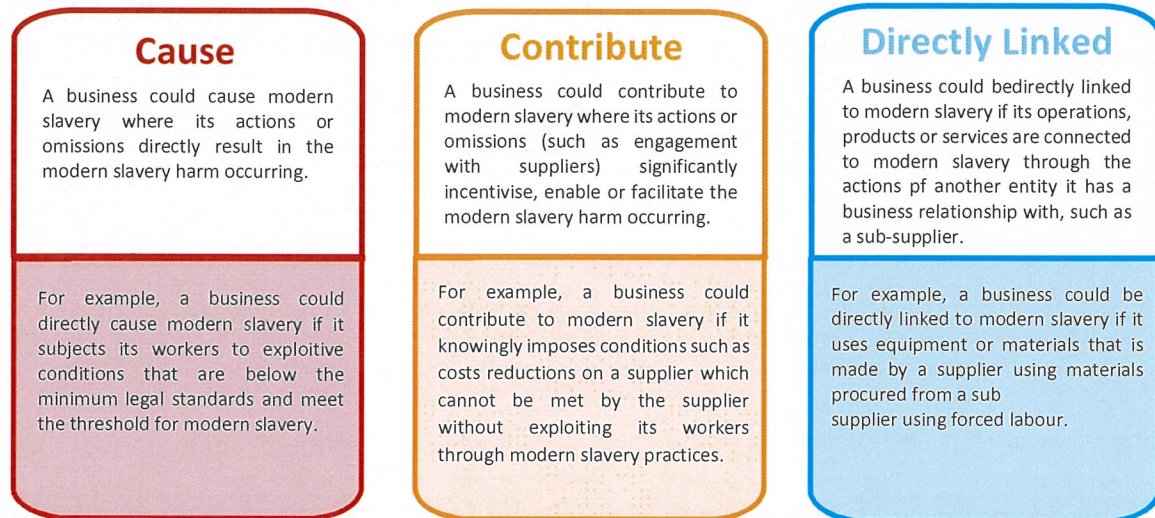 Cause
A business could cause modern
slavery where its actions or
omissions directly result in the
modern slavery harm occurring.
For example, a business could
directly cause modern slavery if it
subjects its workers to exploitive
conditions that are below the
minimum legal standards and meet
the threshold for modern slavery.
Contribute
A business could contribute to
modern slavery where its actions or
omissions (such as engagement
with suppliers) significantly
incentivise, enable or facilitate the
modern slavery harm occurring.
For example, a business could
contribute to modern slavery if it
knowingly imposes conditions such as
costs reductions on a supplier which
cannot be met by the supplier
without exploiting its workers
through modern slavery practices.
Directly Linked
A business could bedirectly linked
to modern slavery if its operations,
products or services are connected
to modern slavery through the
actions pf another entity it has a
business relationship with, such as
a sub-supplier.
For example, a business could be
directly linked to modern slavery if it
uses equipment or materials that is
made by a supplier using materials
procured from a sub
supplier using forced labour.